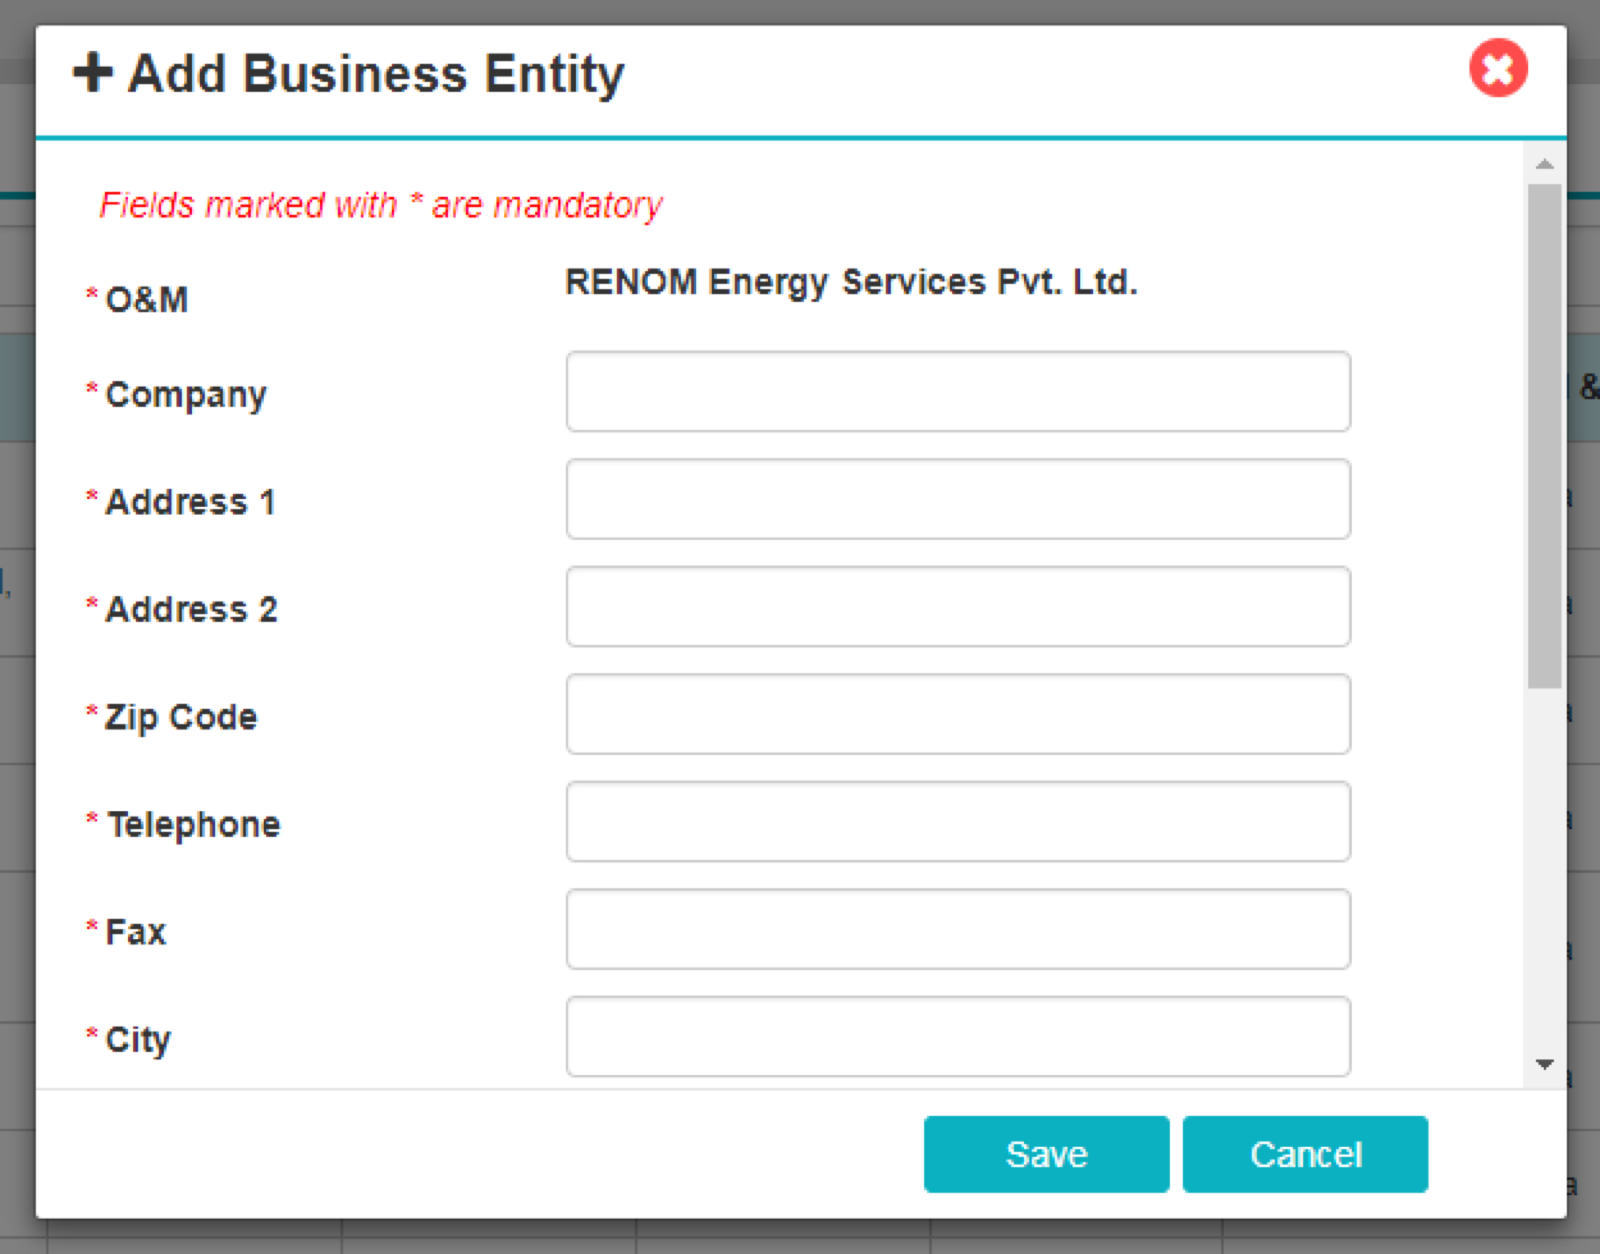 Add Business Entity
Fields marked with * are mandatory
* O&M
RENOM Energy Services Pvt. Ltd.
* Company
* Address 1
* Address 2
* Zip Code
* Telephone
* Fax
* City
Save Cancel